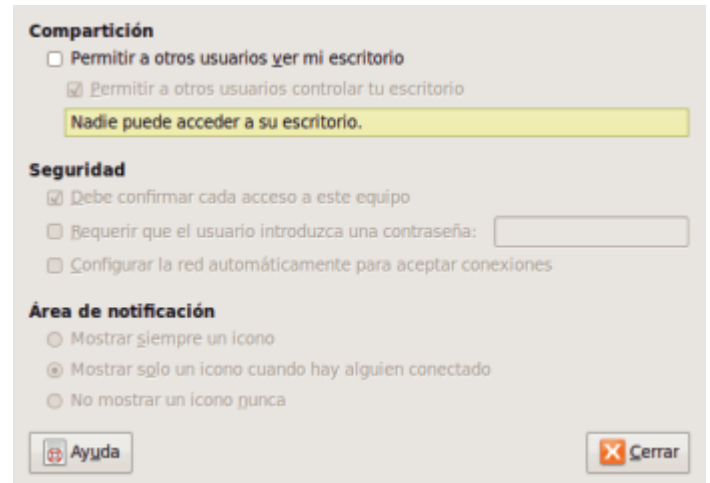 Compartición
Permitir a otros usuarios ver mi escritorio
Permitir a otros usuarios controlar tu escritorio
Nadie puede acceder a su escritorio.
Seguridad
Debe confirmar cada acceso a este equipo
Requerir que el usuario introduzca una contraseña:
Configurar la red automáticamente para aceptar conexiones
Área de notificación
Mostrar siempre un icono
Mostrar solo un icono cuando hay alguien conectado
No mostrar un icono nunca
Ayuda
Cerrar